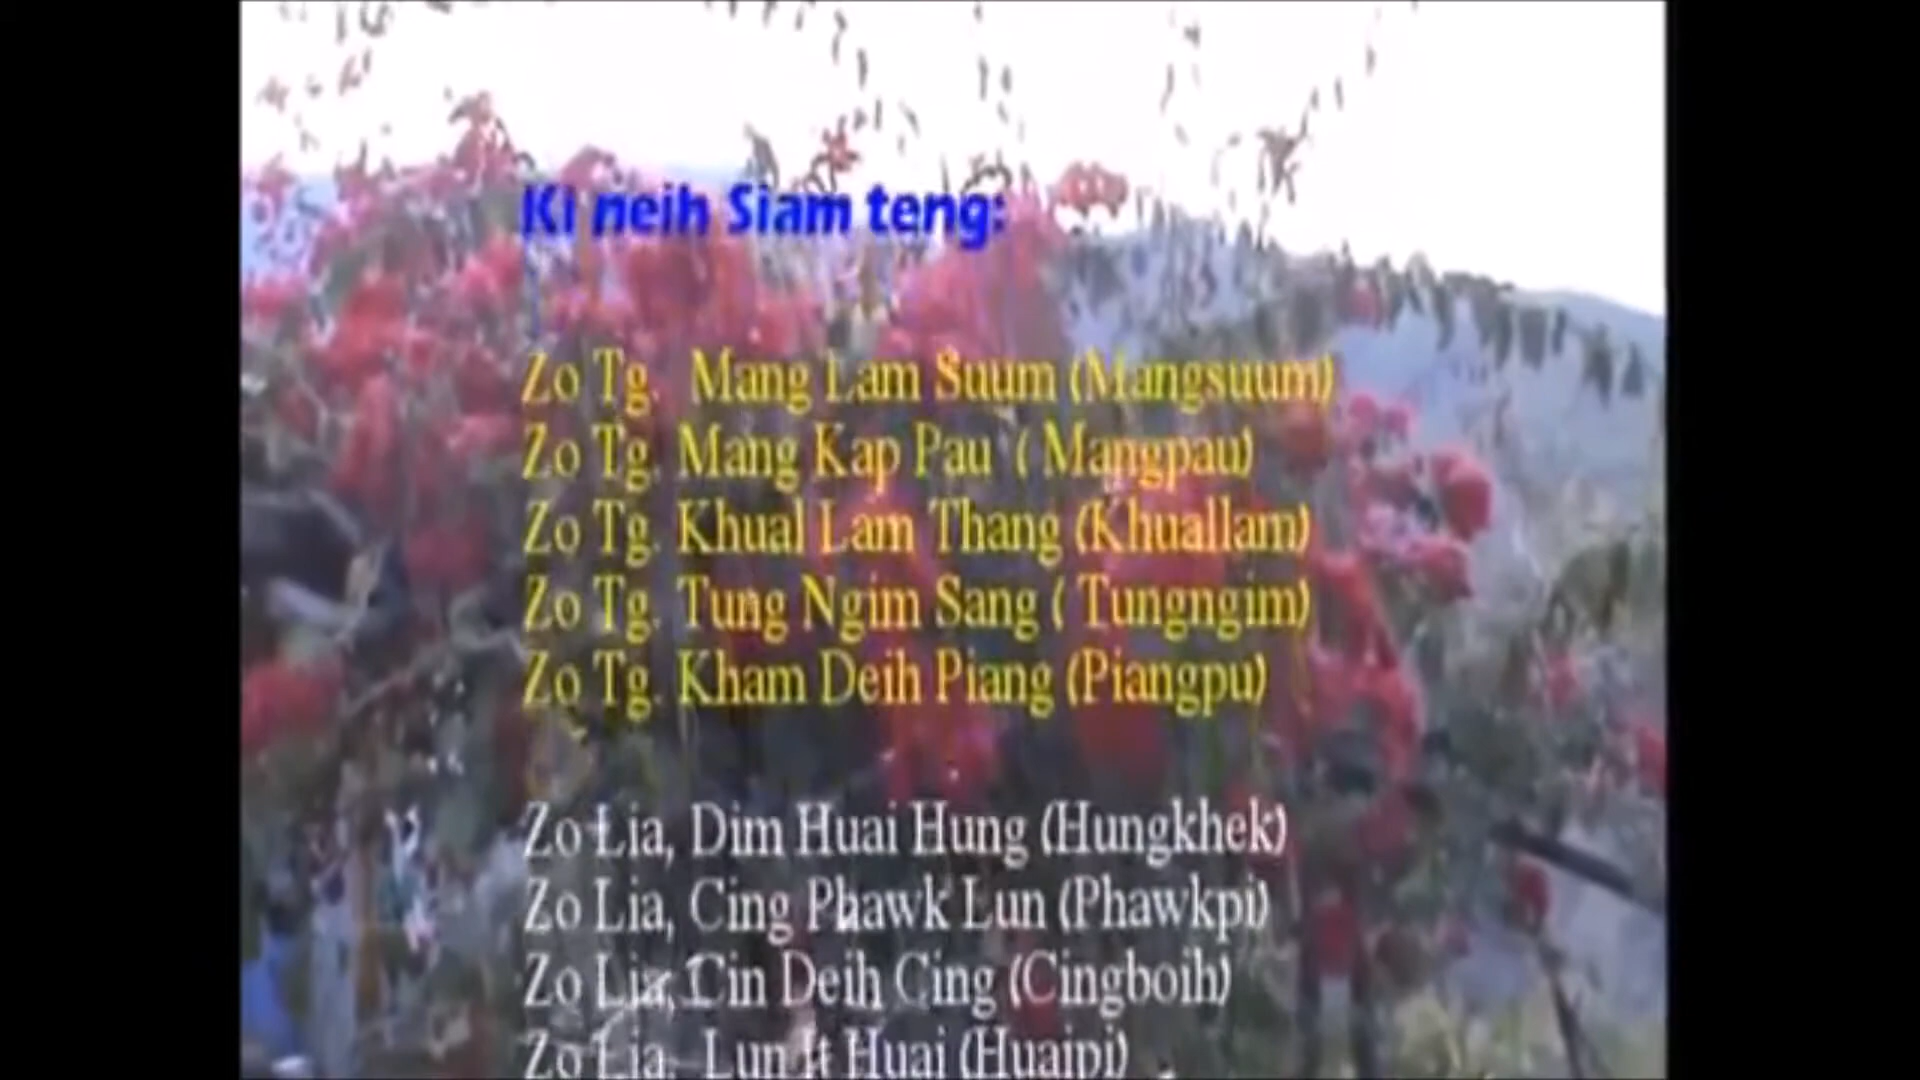 Ki neih Siam teng:
Zo Tg. Mang Lam Suum (Mangsuum)
Zo Tg. Mang Kap Pau ( Mangpau)
Zo Tg. Khual Lam Thang (Khuallam)
Zo Tg. Tung Ngim Sang ( Tungngim)
Zo Tg. Kham Deih Piang (Piangpu)
Zo Lia, Dim Huai Hung (Hungkhek)
Zo Lia, Cing Phawk Lun (Phawkpi)
Zo Lia, Cin Deih Cing (Cingboih)
Zo Lia, Lun It Huai (Huaipi)